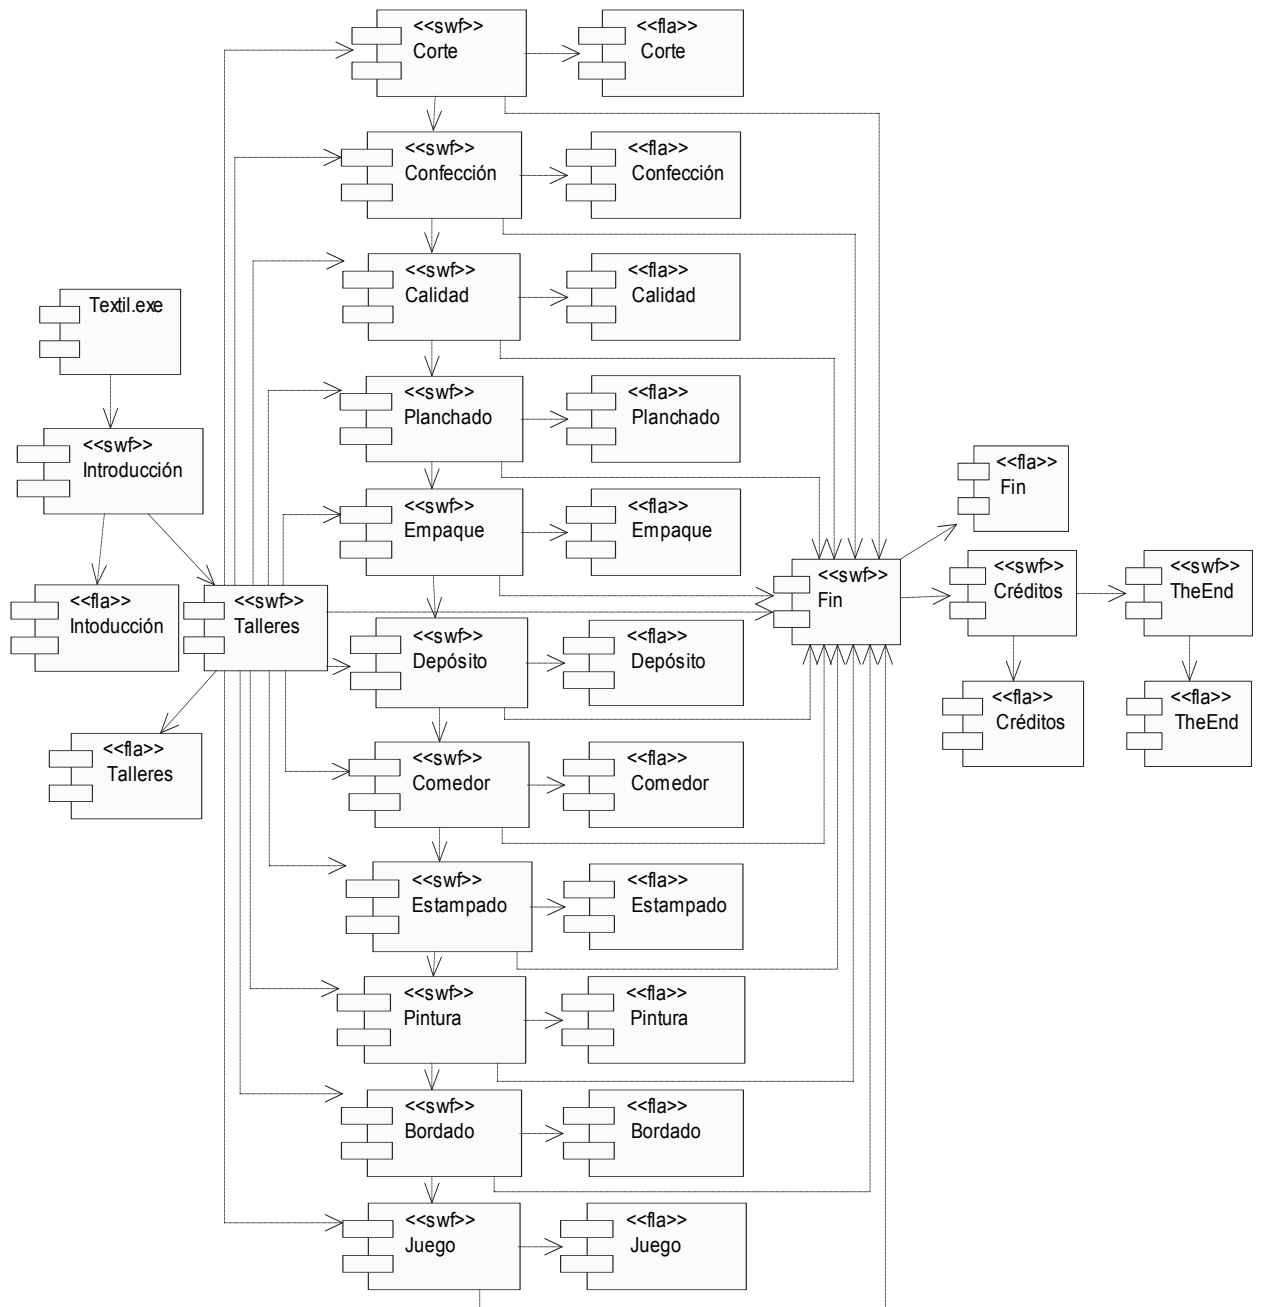 <<swf>>
Corte
<<fla>>
Corte
<<swf>>
Confección
<<fla>>
Confección
<<swf>>
Calidad
<<fla>>
Calidad
Textil.exe
<<swf>>
Planchado
<<fla>>
Planchado
<<swf>>
Introducción
<<swf>>
Empaque
<<fla>>
Empaque
<<fla>>
Fin
<<fla>>
Intoducción
<<swf>>
Talleres
<<swf>>
Fin
<<swf>>
Créditos
<<swf>>
TheEnd
<<swf>>
Depósito
<<fla>>
Depósito
<<fla>>
Créditos
<<fla>>
TheEnd
<<fla>>
Talleres
<<swf>>
Comedor
<<fla>>
Comedor
<<swf>>
Estampado
<<fla>>
Estampado
<<swf>>
Pintura
<<fla>>
Pintura
<<swf>>
Bordado
<<fla>>
Bordado
<<swf>>
Juego
<<fla>>
Juego